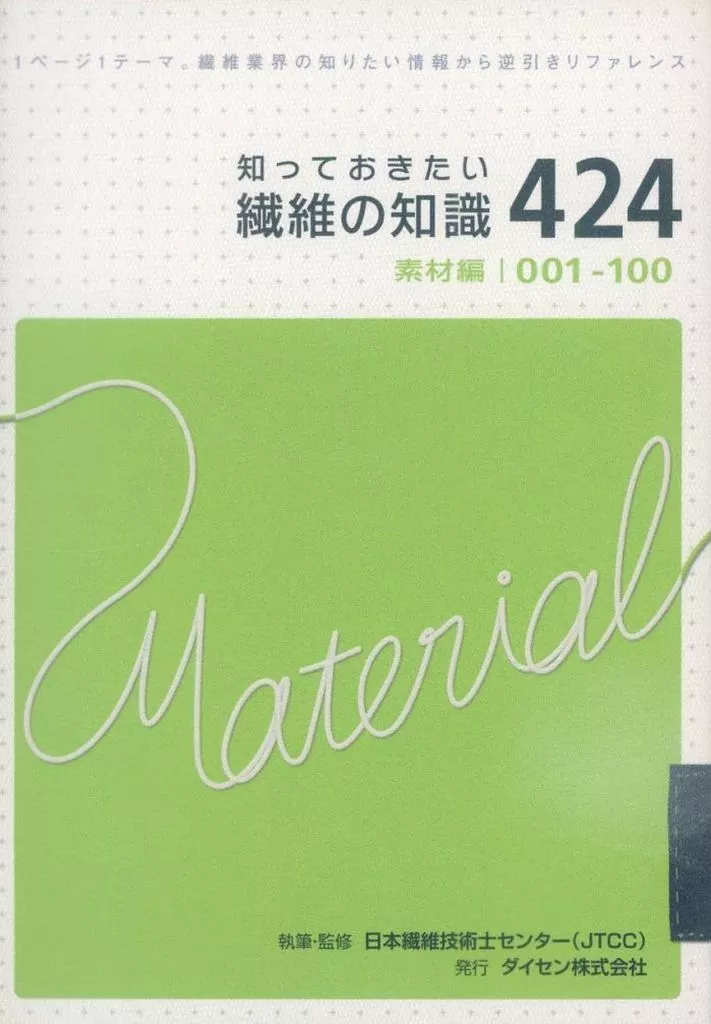 1ページ1テーマ。繊維業界の知りたい情報から逆引きリファレンス
知っておきたい
繊維の知識 424
素材編 | 001-100
Material
執筆・監修 日本繊維技術士センター(JTCC)
発行 ダイセン株式会社